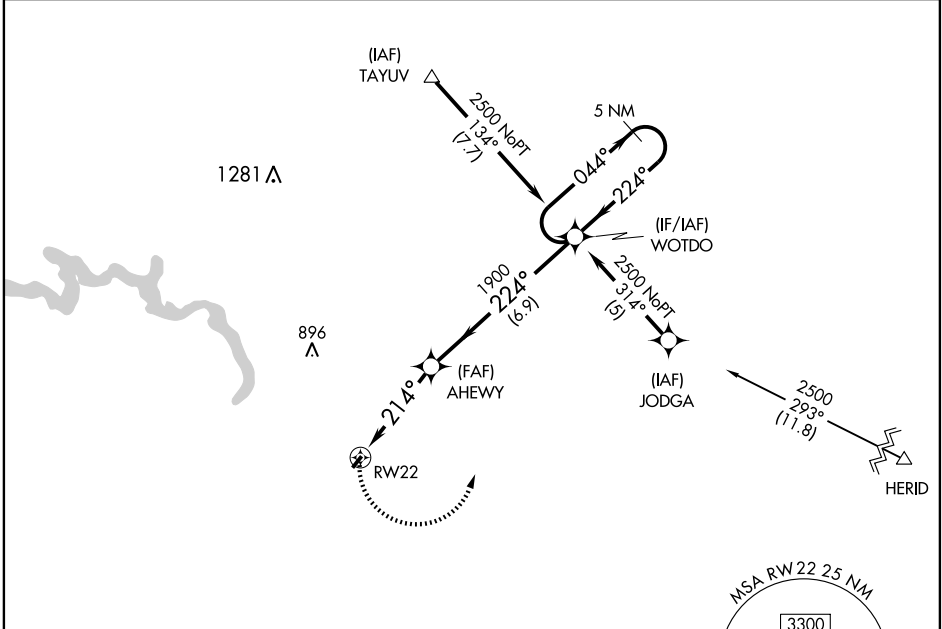 (IAF)
TAYUV
2500 NoPT
134°
(7.7)
5 NM
044°
224°
1281
(IF/IAF)
WOTDO
2500 NoPT
314°
(5)
1900
224°
(6.9)
896
(FAF)
AHEWY
(IAF)
JODGA
214°
2500
293°
(11.8)
RW22
HERID
MSA RW22 25 NM
3300